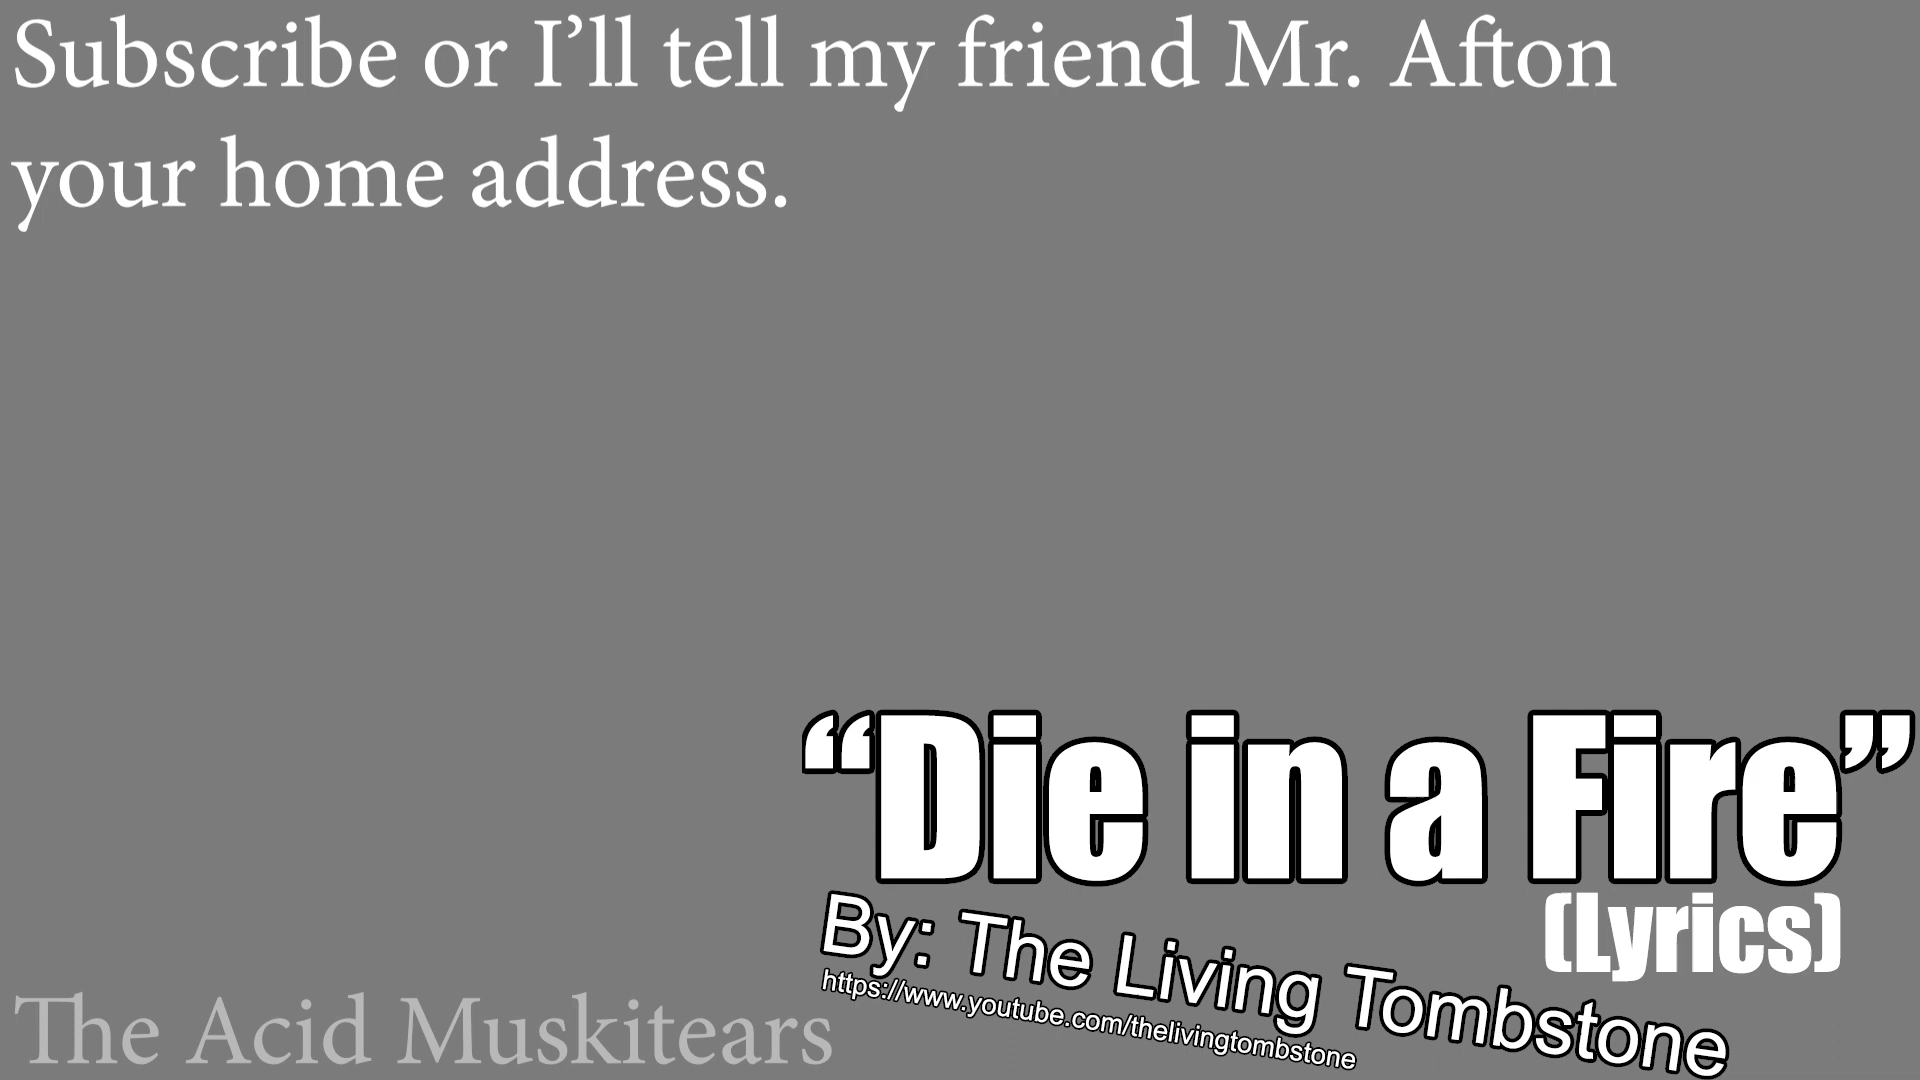 Subscribe or I’ll tell my friend Mr. Afton
your home address.
“Die in a Fire”
(Lyrics)
By: The Living Tombstone
https://www.youtube.com/thelivingtombstone
The Acid Muskitears